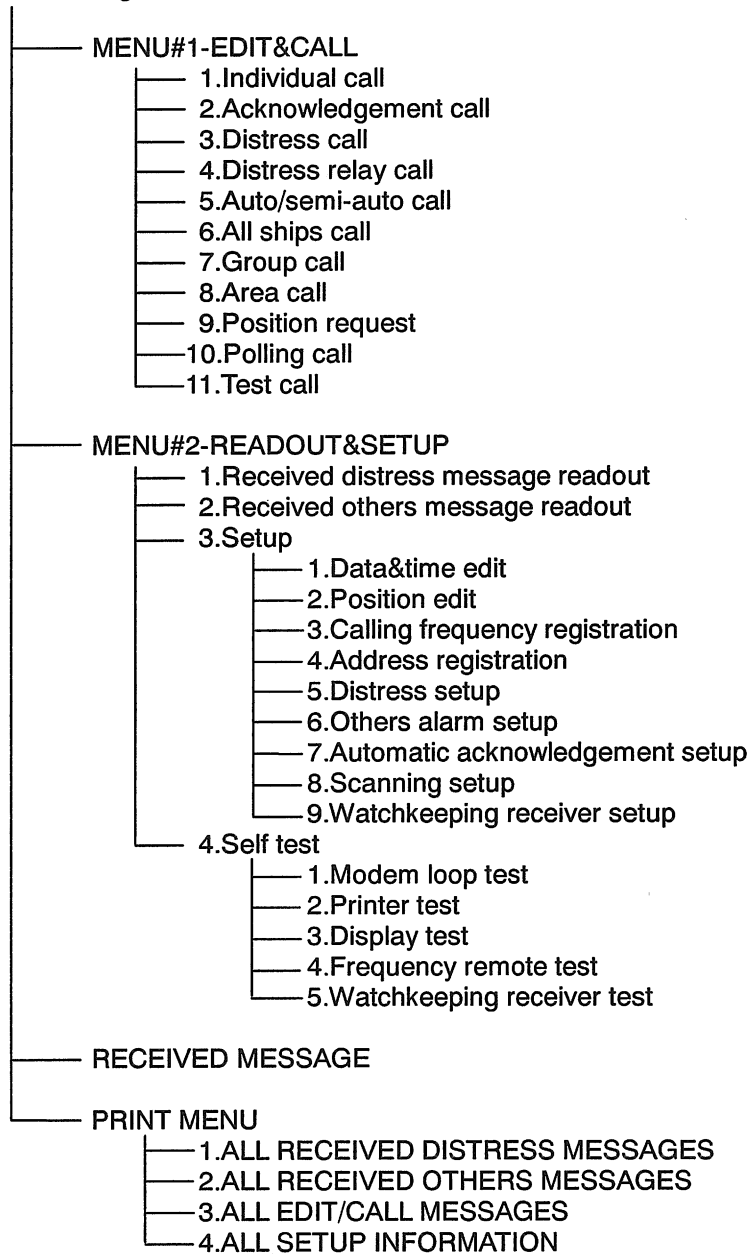 MENU#1-EDIT&CALL
1.Individual call
2.Acknowledgement call
3.Distress call
4.Distress relay call
5.Auto/semi-auto call
6.All ships call
7.Group call
8.Area call
9.Position request
10.Polling call
11.Test call
MENU#2-READOUT&SETUP
1.Received distress message readout
2.Received others message readout
3.Setup
1.Data&time edit
2.Position edit
3.Calling frequency registration
4.Address registration
5.Distress setup
6.Others alarm setup
7.Automatic acknowledgement setup
8.Scanning setup
9.Watchkeeping receiver setup
4.Self test
1.Modem loop test
2.Printer test
3.Display test
4.Frequency remote test
5.Watchkeeping receiver test
RECEIVED MESSAGE
PRINT MENU
1.ALL RECEIVED DISTRESS MESSAGES
2.ALL RECEIVED OTHERS MESSAGES
3.ALL EDIT/CALL MESSAGES
4.ALL SETUP INFORMATION